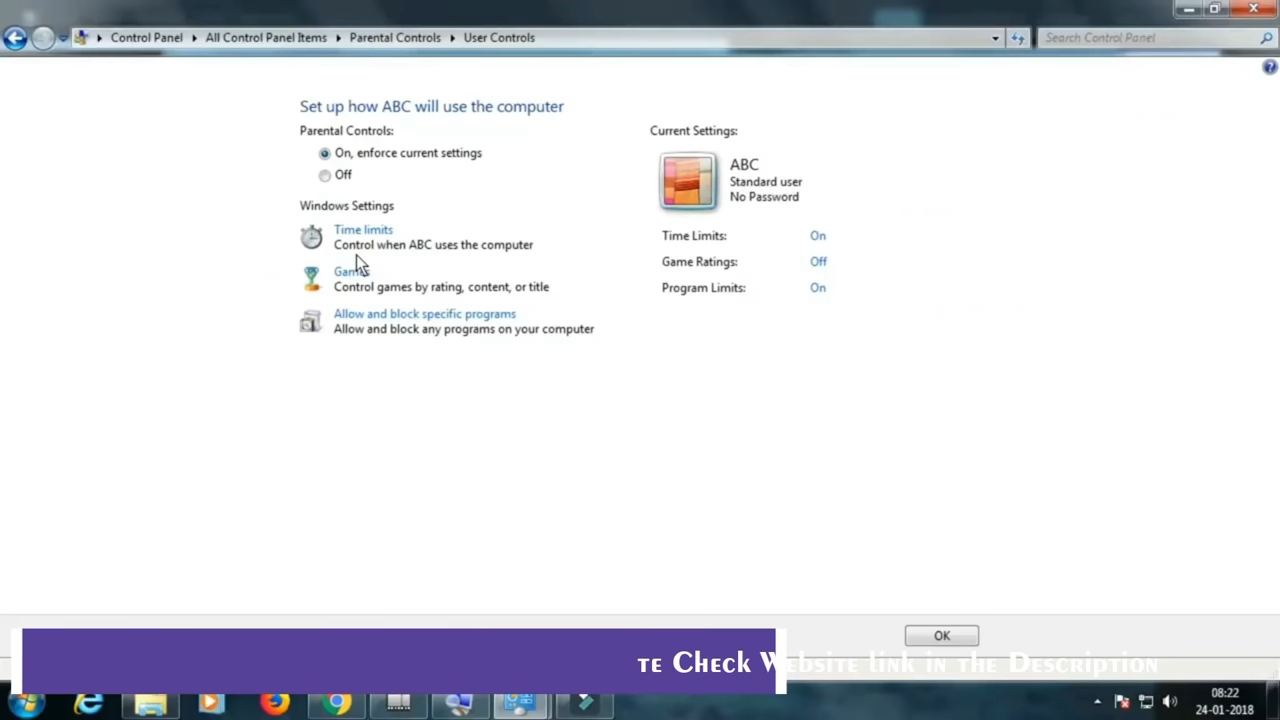 Control Panel
All Control Panel Items
Parental Controls
User Controls
Search Control Panel
Set up how ABC will use the computer
Parental Controls:
On, enforce current settings
Off
Windows Settings
Time limits
Control when ABC uses the computer
Games
Control games by rating, content, or title
Allow and block specific programs
Allow and block any programs on your computer
Current Settings:
ABC
Standard user
No Password
Time Limits: On
Game Ratings: Off
Program Limits: On
OK
te Check Website link in the Description
08:22
24-01-2018